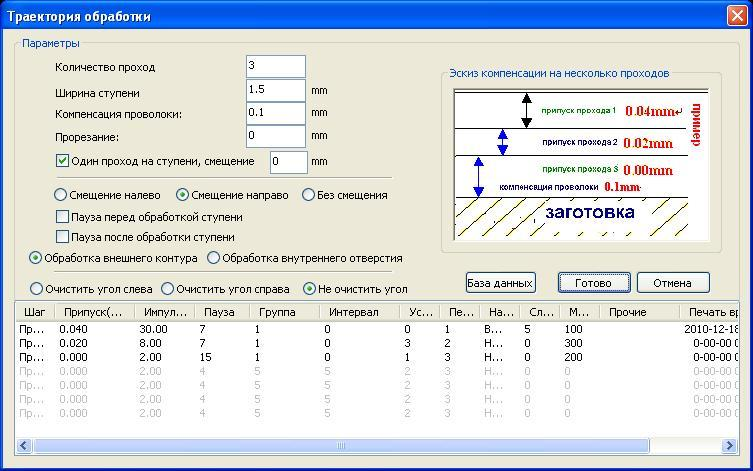 Траектория обработки
Параметры
Количество проход 3
Ширина ступени 1.5 mm
Компенсация проволоки: 0.1 mm
Прорезание: 0 mm
Один проход на ступени, смещение 0 mm
Смещение налево Смещение направо Без смещения
Пауза перед обработкой ступени
Пауза после обработки ступени
Обработка внешнего контура Обработка внутреннего отверстия
Очистить угол слева Очистить угол справа Не очистить угол
Эскиз компенсации на несколько проходов
припуск прохода 1 0.04mm
припуск прохода 2 0.02mm
припуск прохода 3 0.00mm
компенсация проволоки 0.1mm
пример
заготовка
База данных Готово Отмена
Шаг Припуск(... Импул... Пауза Группа Интервал Ус... Пе... На... Сл... М... Прочие Печать вр
Пр... 0.040 30.00 7 1 0 0 1 В... 5 100 2010-12-18
Пр... 0.020 8.00 7 1 0 3 2 Н... 0 300 0-00-00 0
Пр... 0.000 2.00 15 1 0 1 3 Н... 0 200 0-00-00 0
Пр... 0.000 2.00 4 5 5 2 3 Н... 0 0 0-00-00 0
Пр... 0.000 2.00 4 5 5 2 3 Н... 0 0 0-00-00 0
Пр... 0.000 2.00 4 5 5 2 3 Н... 0 0 0-00-00 0
Пр... 0.000 2.00 4 5 5 2 3 Н... 0 0 0-00-00 0